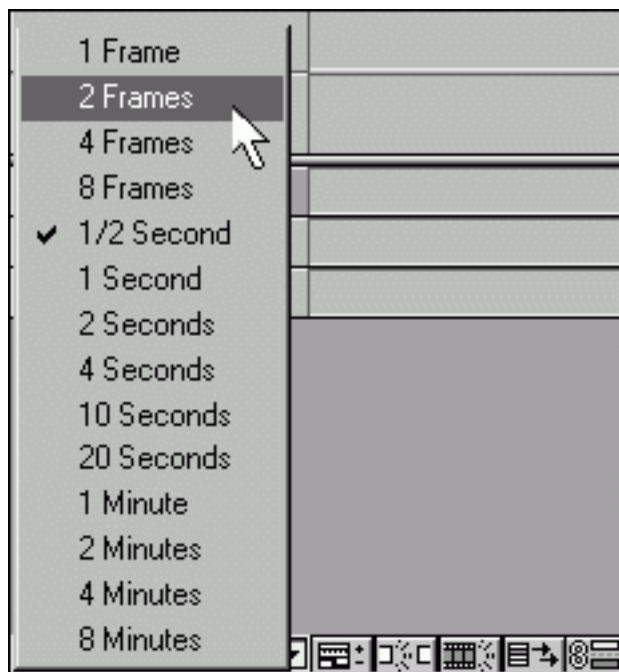 1 Frame
2 Frames
4 Frames
8 Frames
1/2 Second
1 Second
2 Seconds
4 Seconds
10 Seconds
20 Seconds
1 Minute
2 Minutes
4 Minutes
8 Minutes